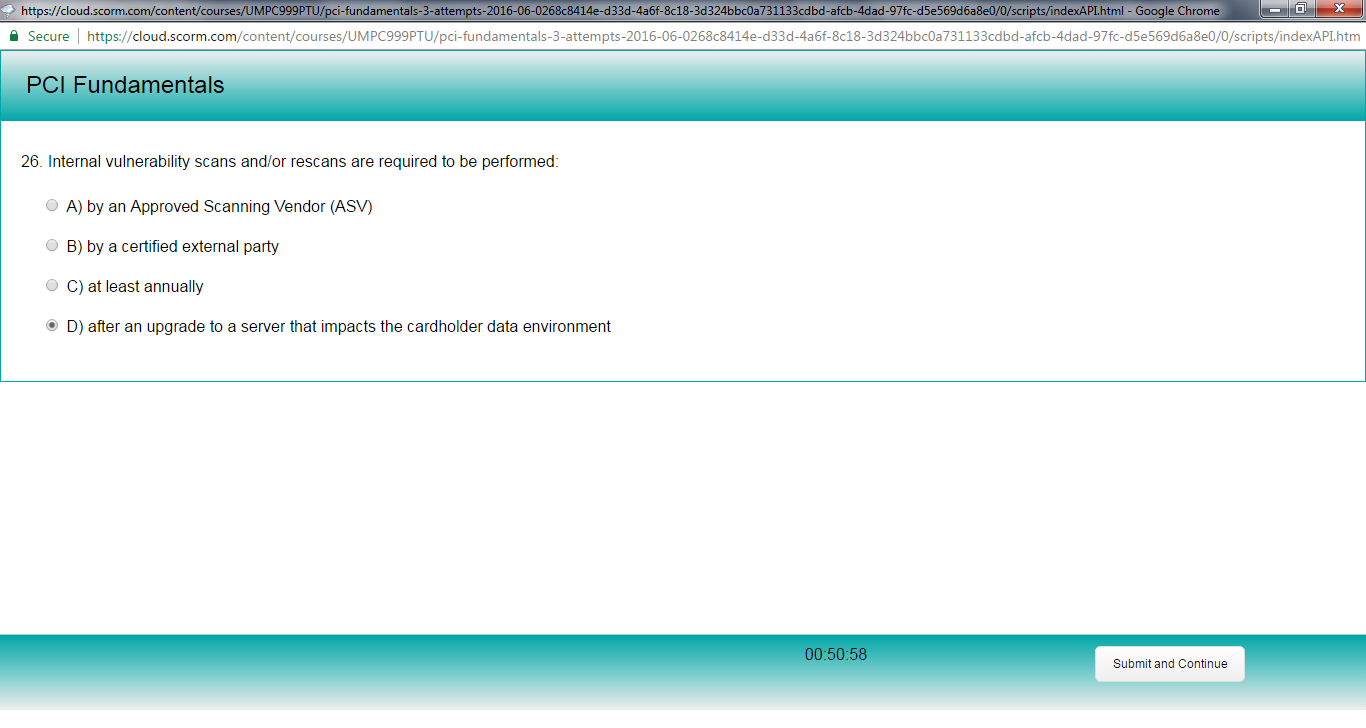 https://cloud.scorm.com/content/courses/UMPC999PTU/pci-fundamentals-3-attempts-2016-06-0268c8414e-d33d-4a6f-8c18-3d324bbc0a731133cdbd-afcb-4dad-97fc-d5e569d6a8e0/0/scripts/indexAPI.html - Google Chrome
Secure | https://cloud.scorm.com/content/courses/UMPC999PTU/pci-fundamentals-3-attempts-2016-06-0268c8414e-d33d-4a6f-8c18-3d324bbc0a731133cdbd-afcb-4dad-97fc-d5e569d6a8e0/0/scripts/indexAPI.htm
PCI Fundamentals
26. Internal vulnerability scans and/or rescans are required to be performed:
A) by an Approved Scanning Vendor (ASV)
B) by a certified external party
C) at least annually
D) after an upgrade to a server that impacts the cardholder data environment
00:50:58
Submit and Continue